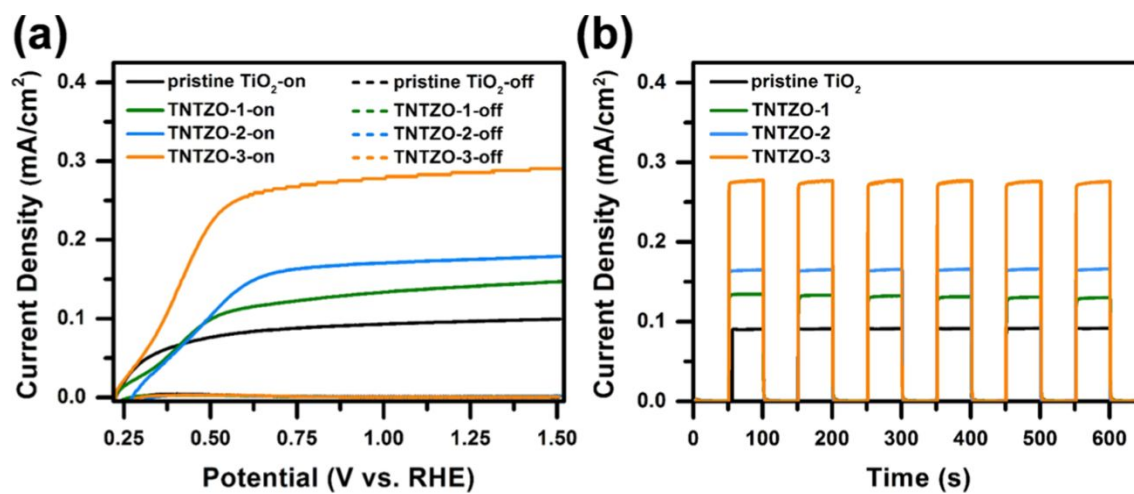 (a)
Current Density (mA/cm²)
0.4
0.3
0.2
0.1
0.0
pristine TiO₂-on
TNTZO-1-on
TNTZO-2-on
TNTZO-3-on
pristine TiO₂-off
TNTZO-1-off
TNTZO-2-off
TNTZO-3-off
0.25 0.50 0.75 1.00 1.25 1.50
Potential (V vs. RHE)
(b)
Current Density (mA/cm²)
0.4
0.3
0.2
0.1
0.0
pristine TiO₂
TNTZO-1
TNTZO-2
TNTZO-3
0 100 200 300 400 500 600
Time (s)